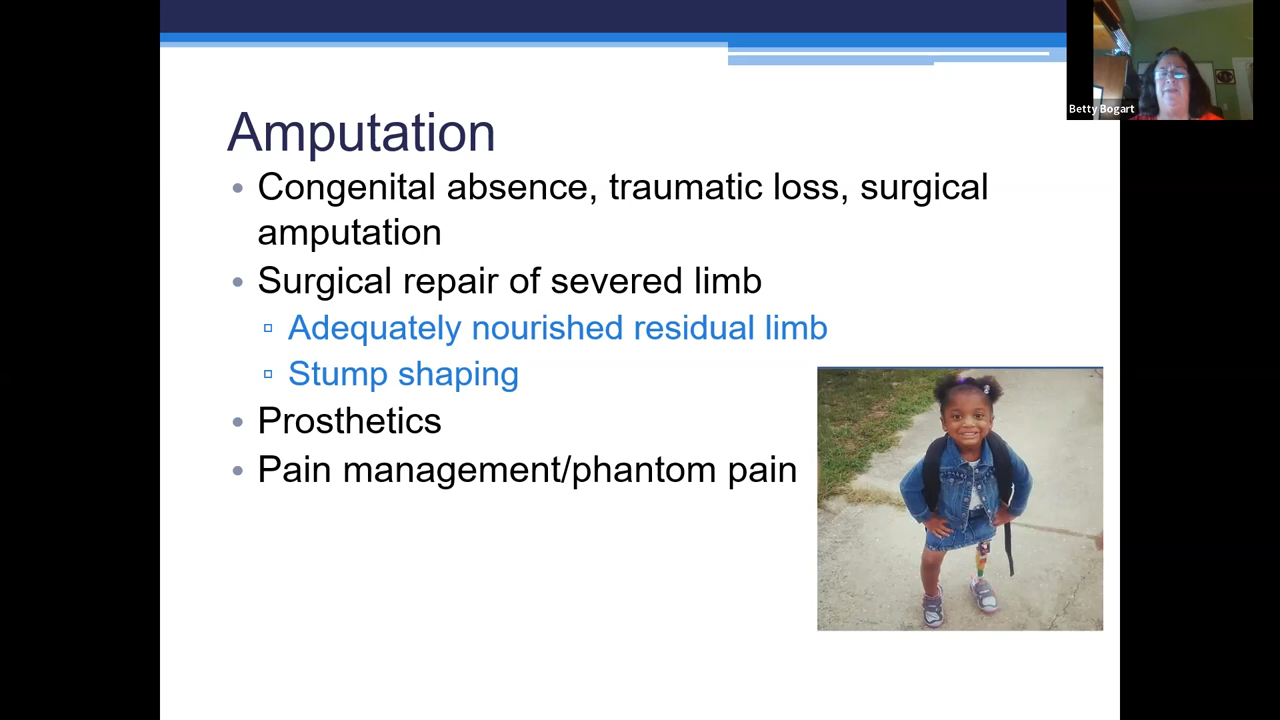 Betty Bogart
Amputation
• Congenital absence, traumatic loss, surgical
amputation
• Surgical repair of severed limb
▫ Adequately nourished residual limb
▫ Stump shaping
• Prosthetics
• Pain management/phantom pain